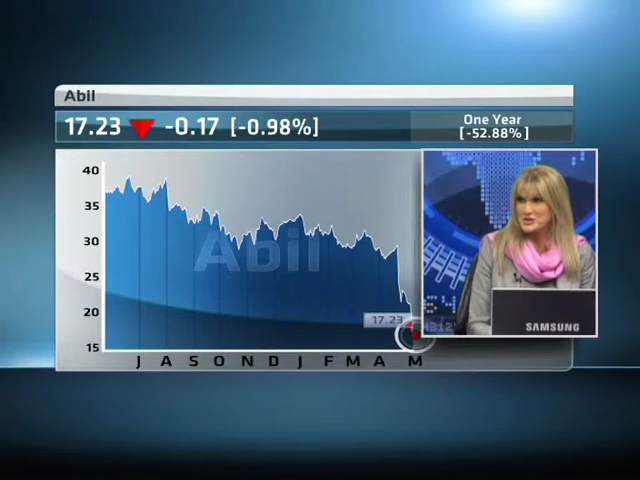 Abil
17.23 -0.17 [-0.98%]
One Year
[-52.88%]
40
35
30
25
20
15
Abil
17.23
J A S O N D J F M A M
SAMSUNG